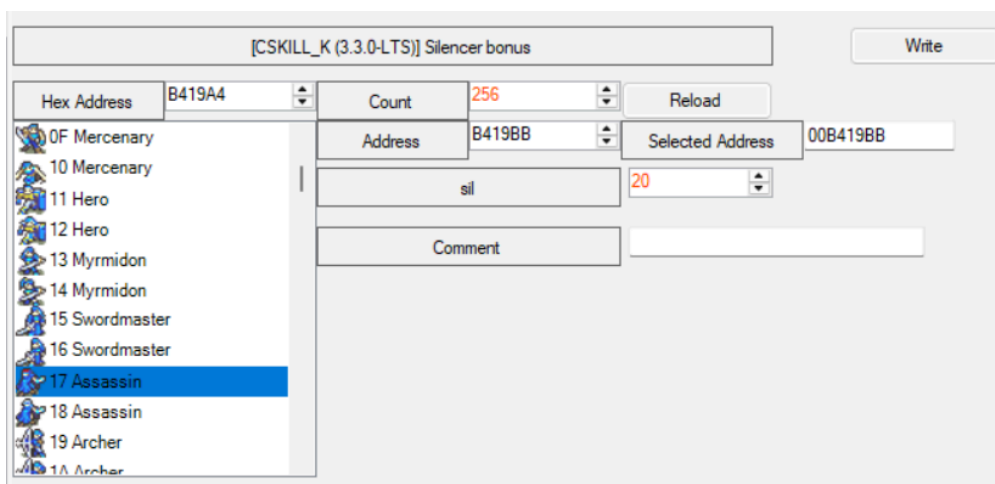 [CSKILL_K (3.3.0-LTS)] Silencer bonus Write
Hex Address B419A4 Count 256 Reload
0F Mercenary Address B419BB Selected Address 00B419BB
10 Mercenary
11 Hero sil 20
12 Hero
13 Myrmidon Comment
14 Myrmidon
15 Swordmaster
16 Swordmaster
17 Assassin
18 Assassin
19 Archer
1A Archer